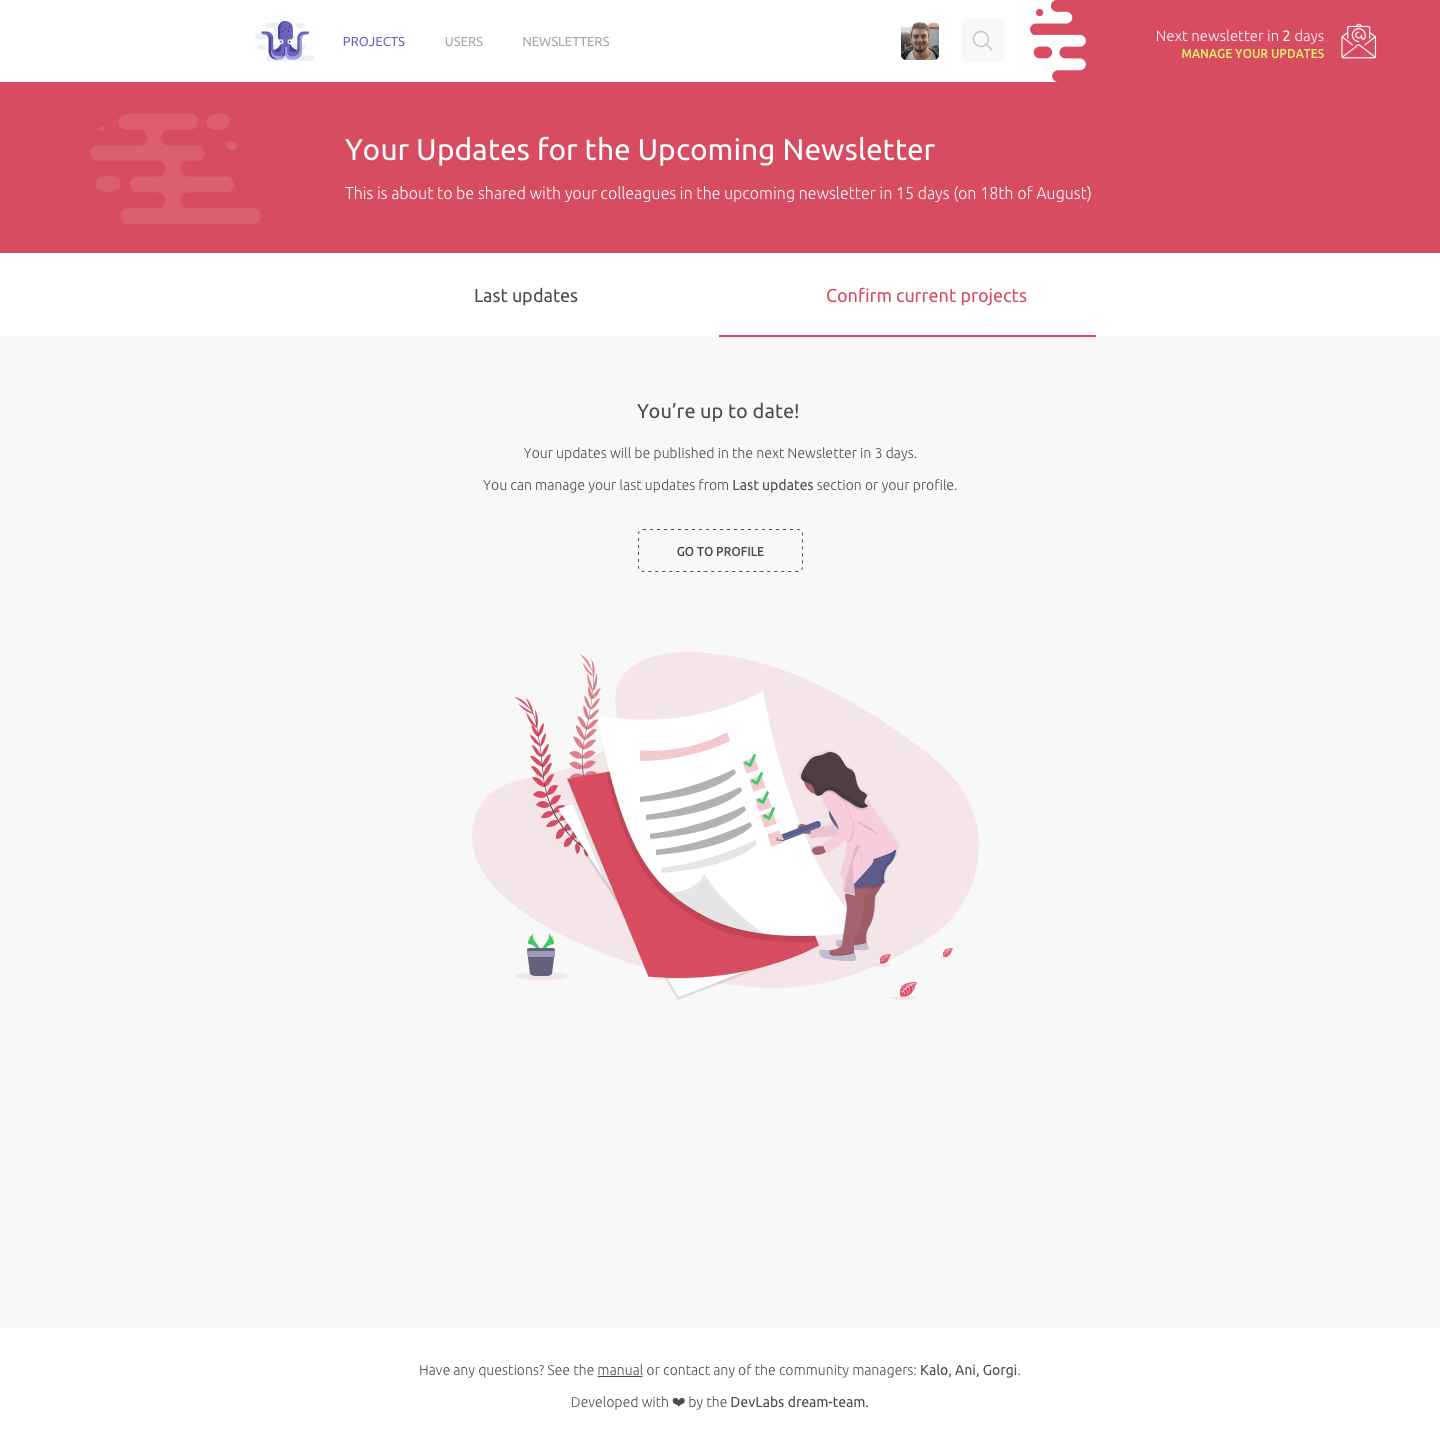 PROJECTS USERS NEWSLETTERS
Next newsletter in 2 days
MANAGE YOUR UPDATES
Your Updates for the Upcoming Newsletter
This is about to be shared with your colleagues in the upcoming newsletter in 15 days (on 18th of August)
Last updates Confirm current projects
You’re up to date!
Your updates will be published in the next Newsletter in 3 days.
You can manage your last updates from Last updates section or your profile.
GO TO PROFILE
Have any questions? See the manual or contact any of the community managers: Kalo, Ani, Gorgi.
Developed with ❤ by the DevLabs dream-team.